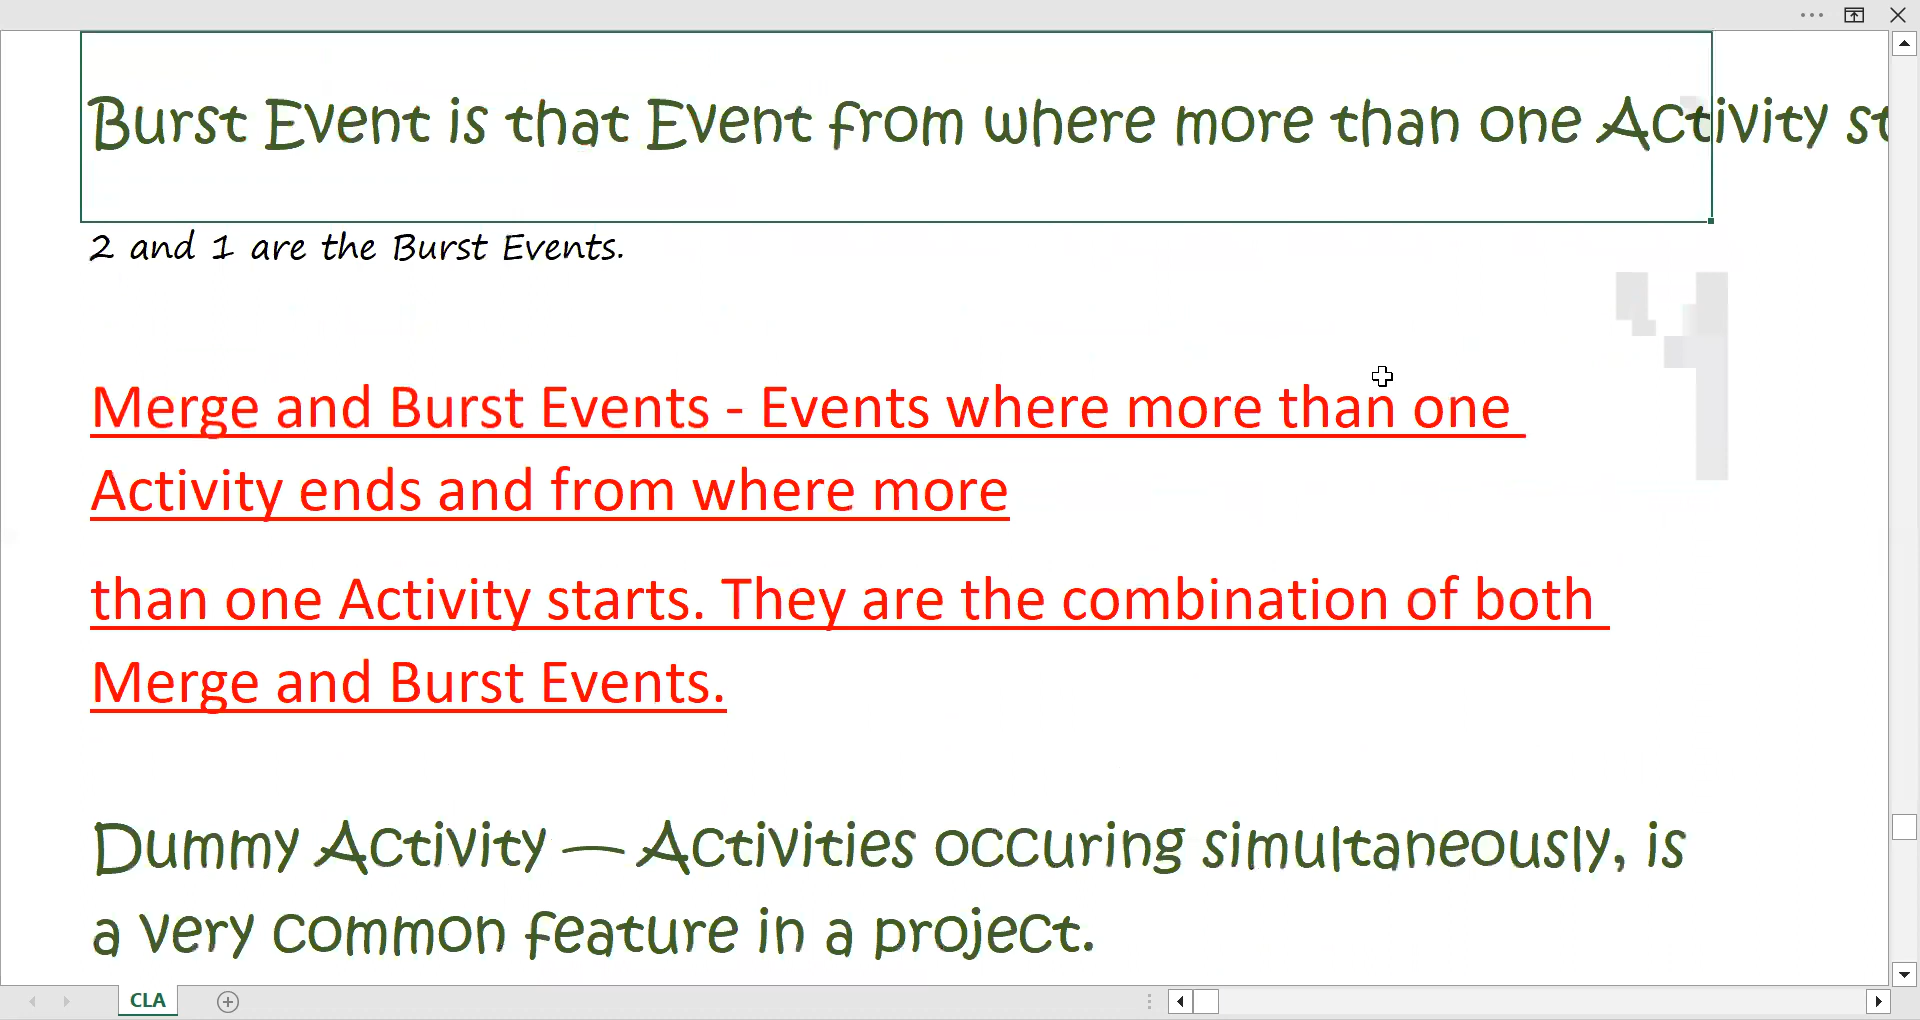 Burst Event is that Event from where more than one Activity
2 and 1 are the Burst Events.
Merge and Burst Events - Events where more than one
Activity ends and from where more
than one Activity starts. They are the combination of both
Merge and Burst Events.
Dummy Activity — Activities occuring simultaneously, is
a very common feature in a project.
CLA